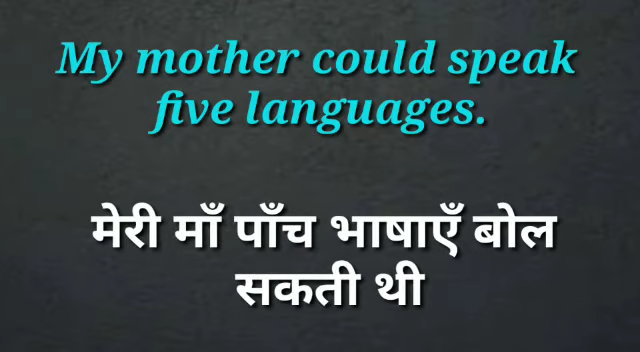 My mother could speak
five languages.
मेरी माँ पाँच भाषाएँ बोल
सकती थी